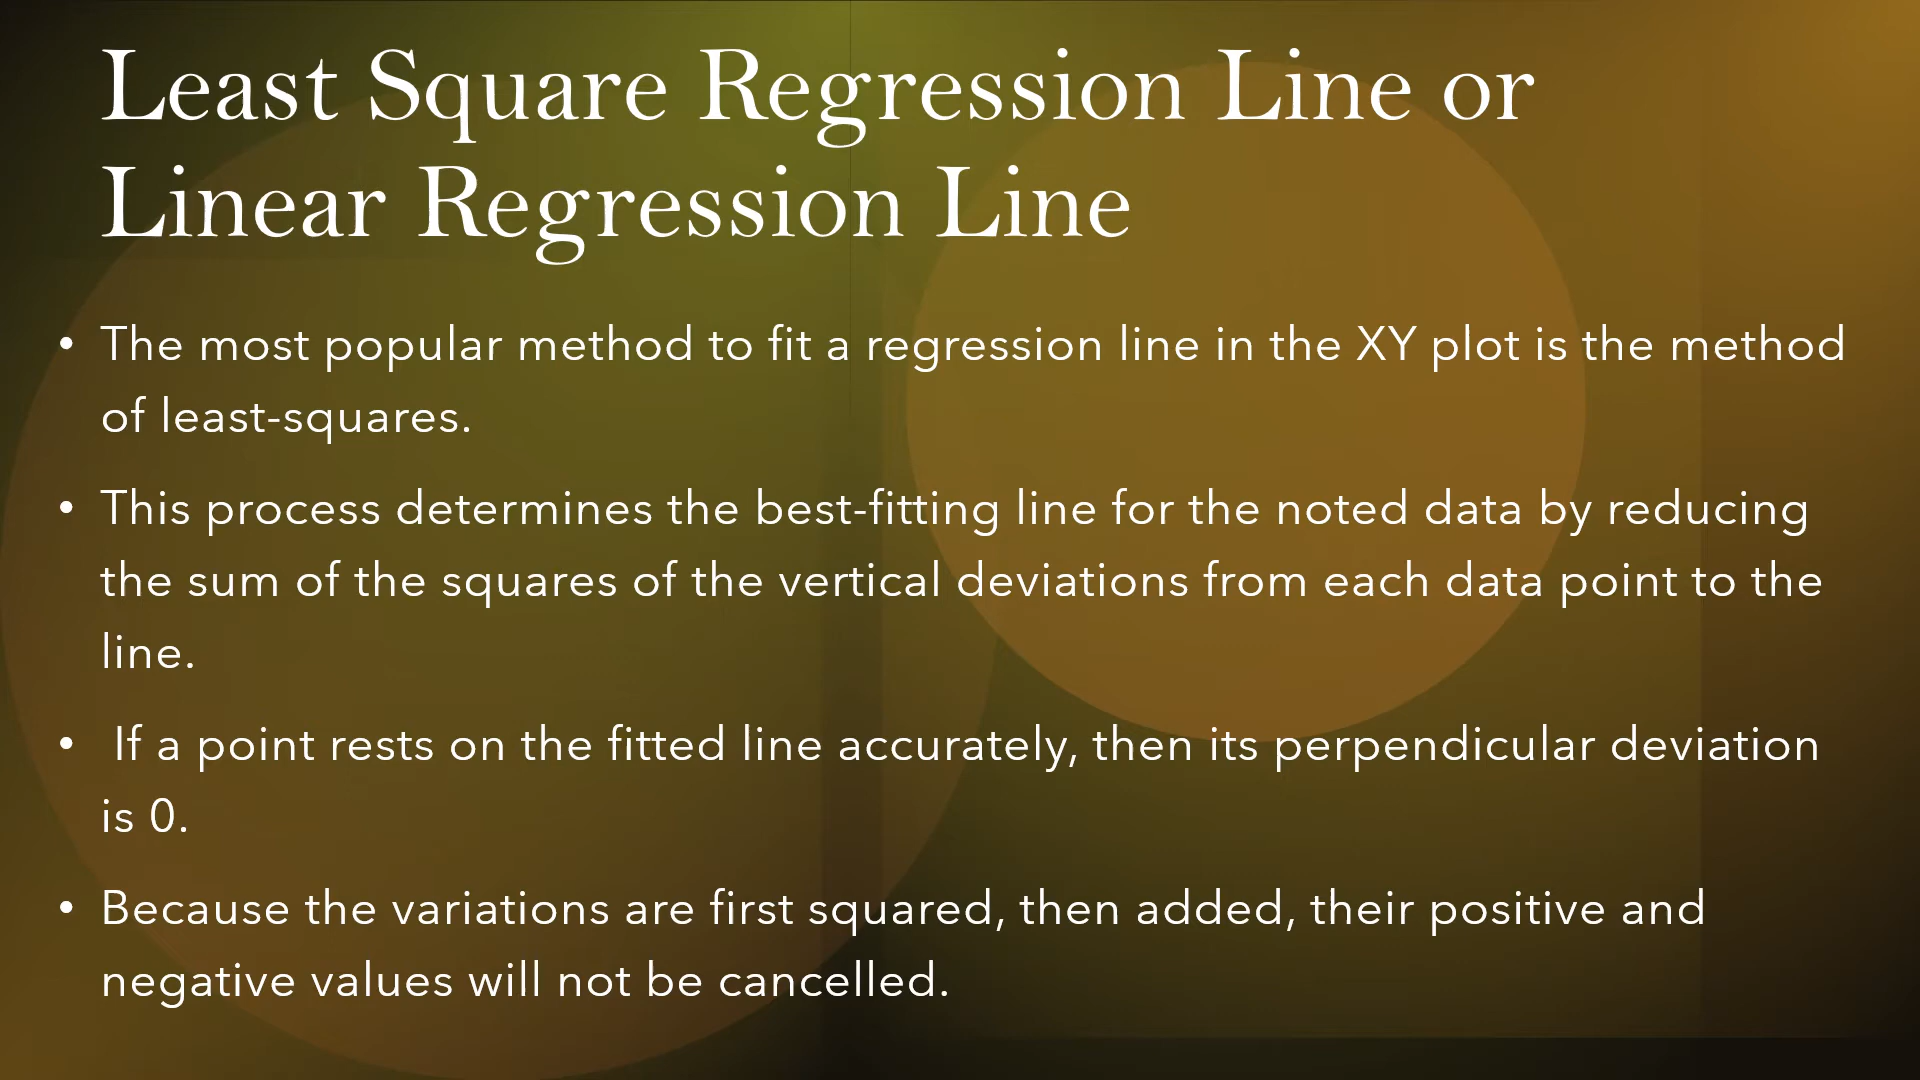 Least Square Regression Line or
Linear Regression Line
• The most popular method to fit a regression line in the XY plot is the method
of least-squares.
• This process determines the best-fitting line for the noted data by reducing
the sum of the squares of the vertical deviations from each data point to the
line.
• If a point rests on the fitted line accurately, then its perpendicular deviation
is 0.
• Because the variations are first squared, then added, their positive and
negative values will not be cancelled.